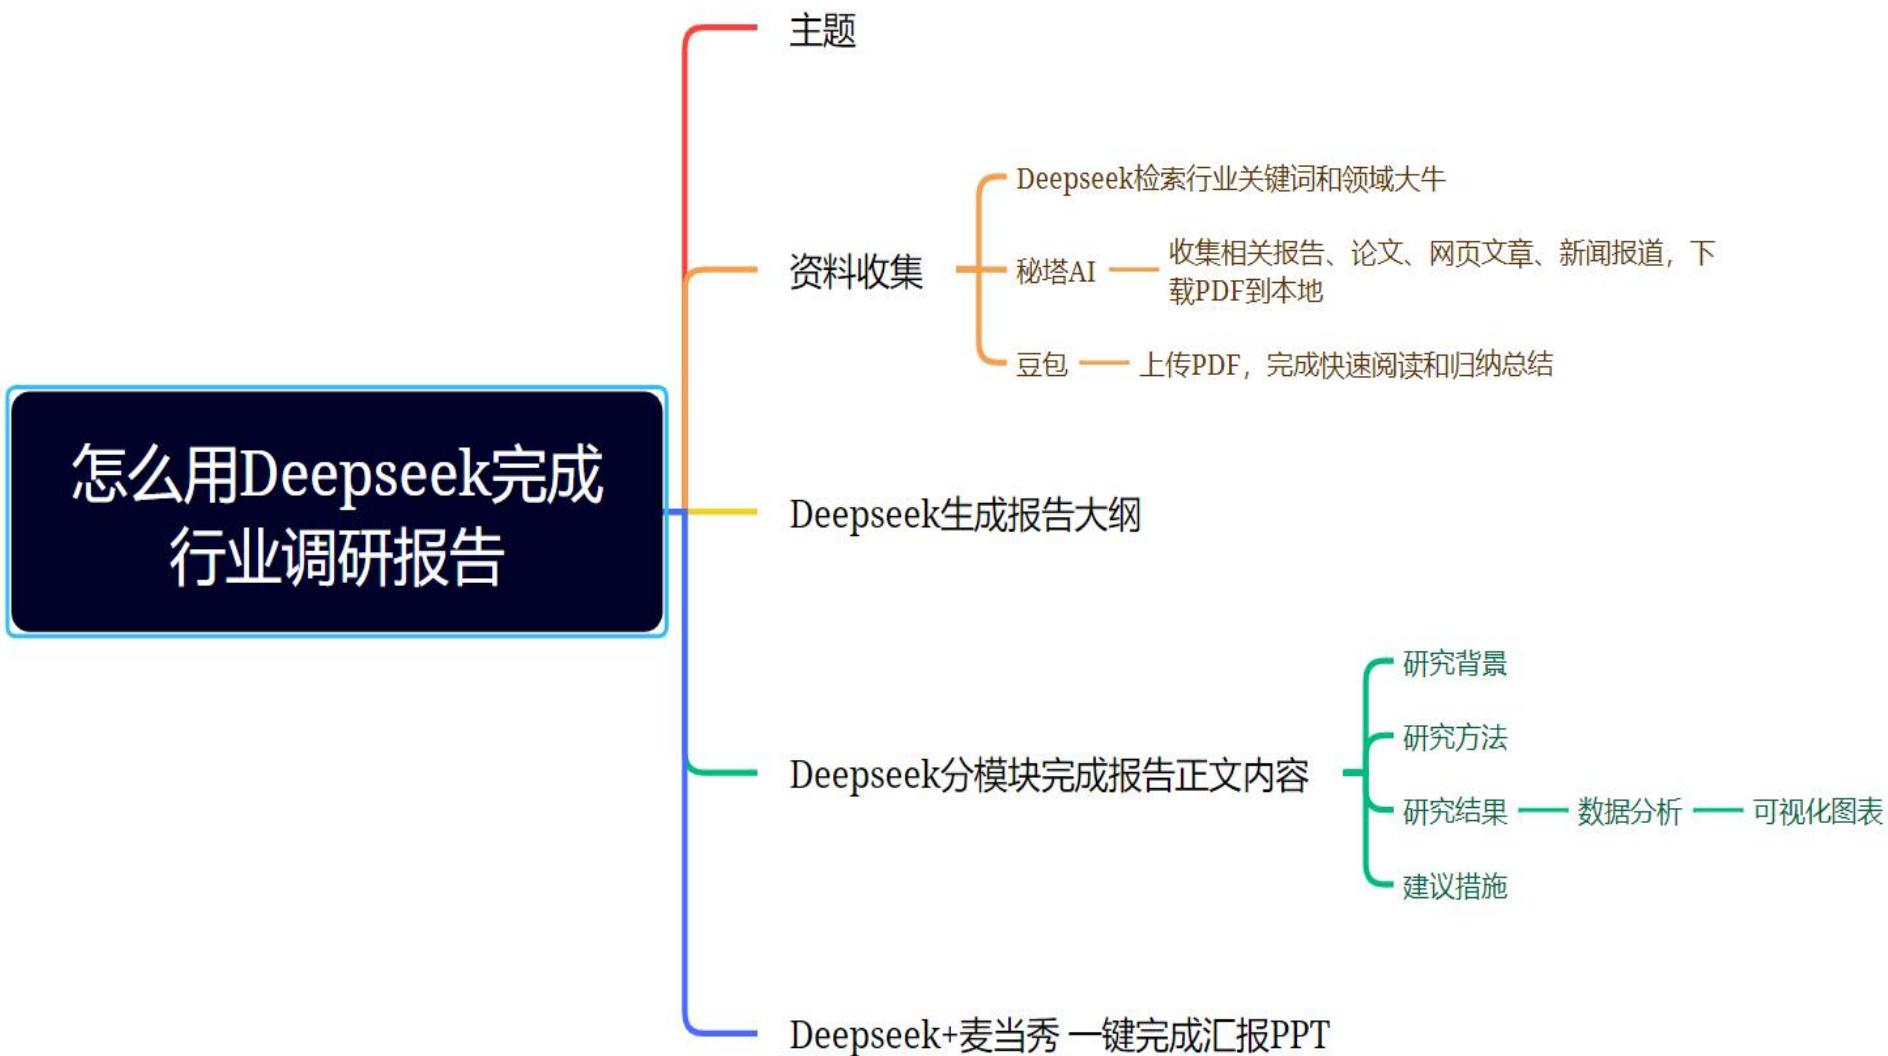 怎么用Deepseek完成
行业调研报告
主题
资料收集
Deepseek检索行业关键词和领域大牛
秘塔AI
收集相关报告、论文、网页文章、新闻报道，下
载PDF到本地
豆包
上传PDF，完成快速阅读和归纳总结
Deepseek生成报告大纲
Deepseek分模块完成报告正文内容
研究背景
研究方法
研究结果
数据分析
可视化图表
建议措施
Deepseek+麦当秀 一键完成汇报PPT